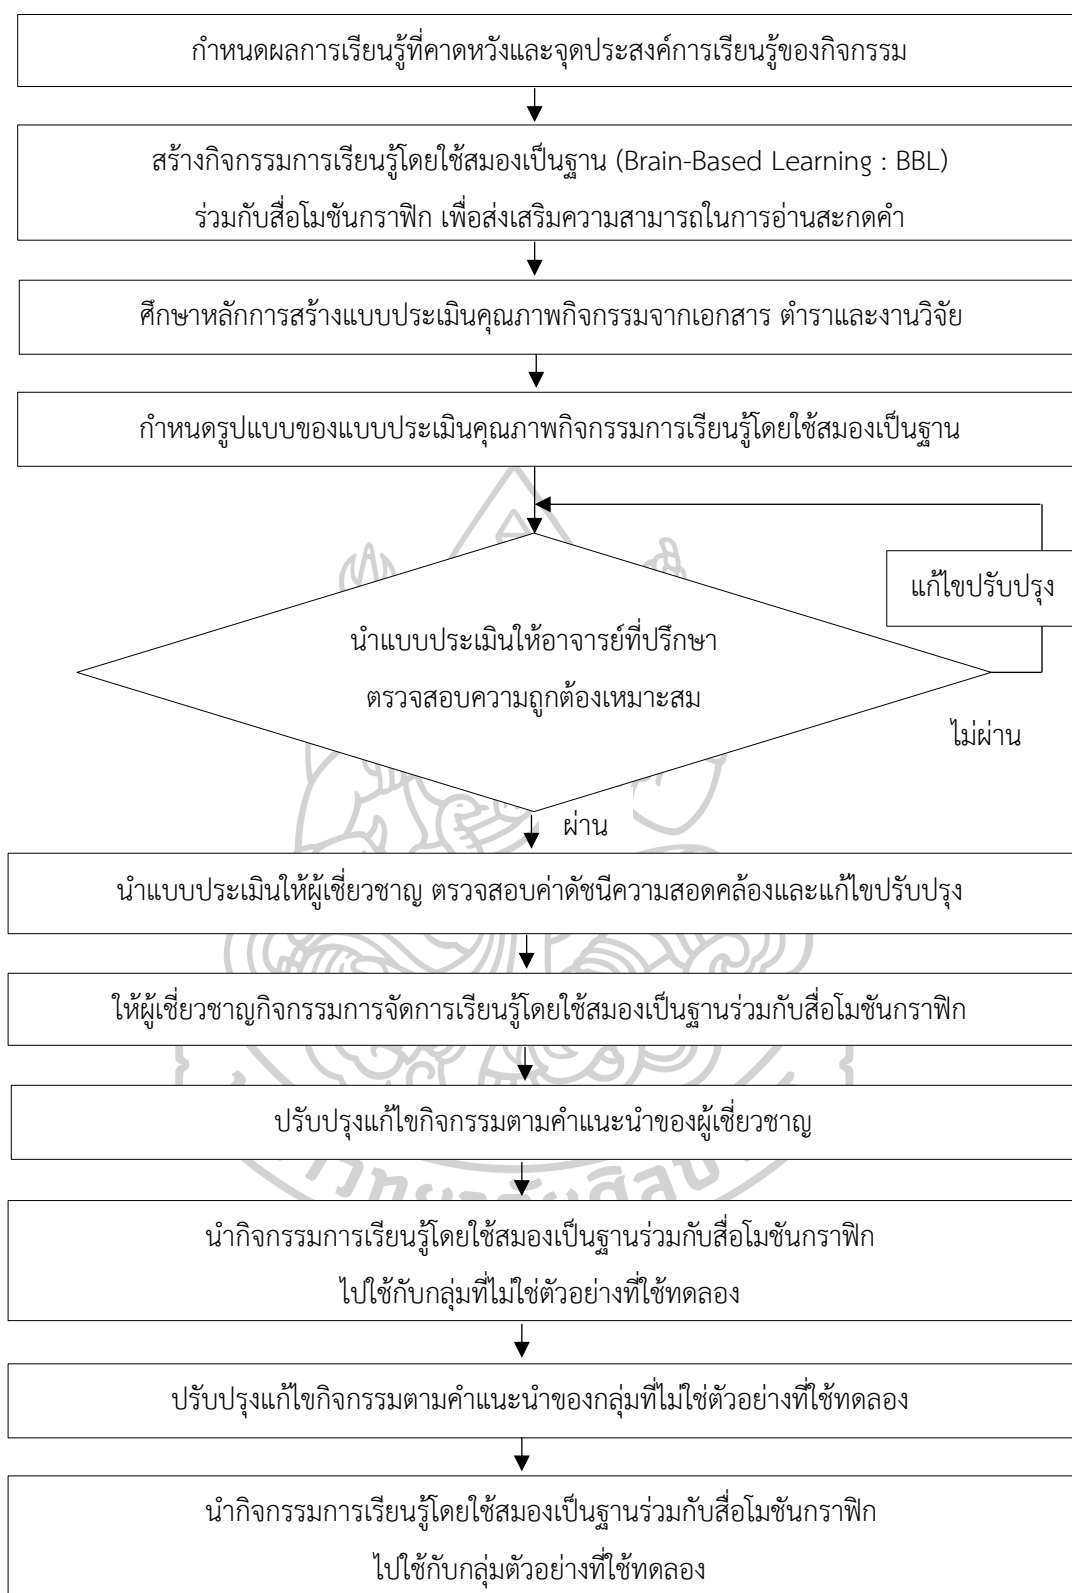 กำหนดผลการเรียนรู้ที่คาดหวังและจุดประสงค์การเรียนรู้ของกิจกรรม
สร้างกิจกรรมการเรียนรู้โดยใช้สมองเป็นฐาน (Brain-Based Learning : BBL)
ร่วมกับสื่อโมชันกราฟิก เพื่อส่งเสริมความสามารถในการอ่านสะกดคำ
ศึกษาหลักการสร้างแบบประเมินคุณภาพกิจกรรมจากเอกสาร ตำราและงานวิจัย
กำหนดรูปแบบของแบบประเมินคุณภาพกิจกรรมการเรียนรู้โดยใช้สมองเป็นฐาน
แก้ไขปรับปรุง
นำแบบประเมินให้อาจารย์ที่ปรึกษา
ตรวจสอบความถูกต้องเหมาะสม
ไม่ผ่าน
ผ่าน
นำแบบประเมินให้ผู้เชี่ยวชาญ ตรวจสอบค่าดัชนีความสอดคล้องและแก้ไขปรับปรุง
ให้ผู้เชี่ยวชาญกิจกรรมการจัดการเรียนรู้โดยใช้สมองเป็นฐานร่วมกับสื่อโมชันกราฟิก
ปรับปรุงแก้ไขกิจกรรมตามคำแนะนำของผู้เชี่ยวชาญ
นำกิจกรรมการเรียนรู้โดยใช้สมองเป็นฐานร่วมกับสื่อโมชันกราฟิก
ไปใช้กับกลุ่มที่ไม่ใช่ตัวอย่างที่ใช้ทดลอง
ปรับปรุงแก้ไขกิจกรรมตามคำแนะนำของกลุ่มที่ไม่ใช่ตัวอย่างที่ใช้ทดลอง
นำกิจกรรมการเรียนรู้โดยใช้สมองเป็นฐานร่วมกับสื่อโมชันกราฟิก
ไปใช้กับกลุ่มตัวอย่างที่ใช้ทดลอง